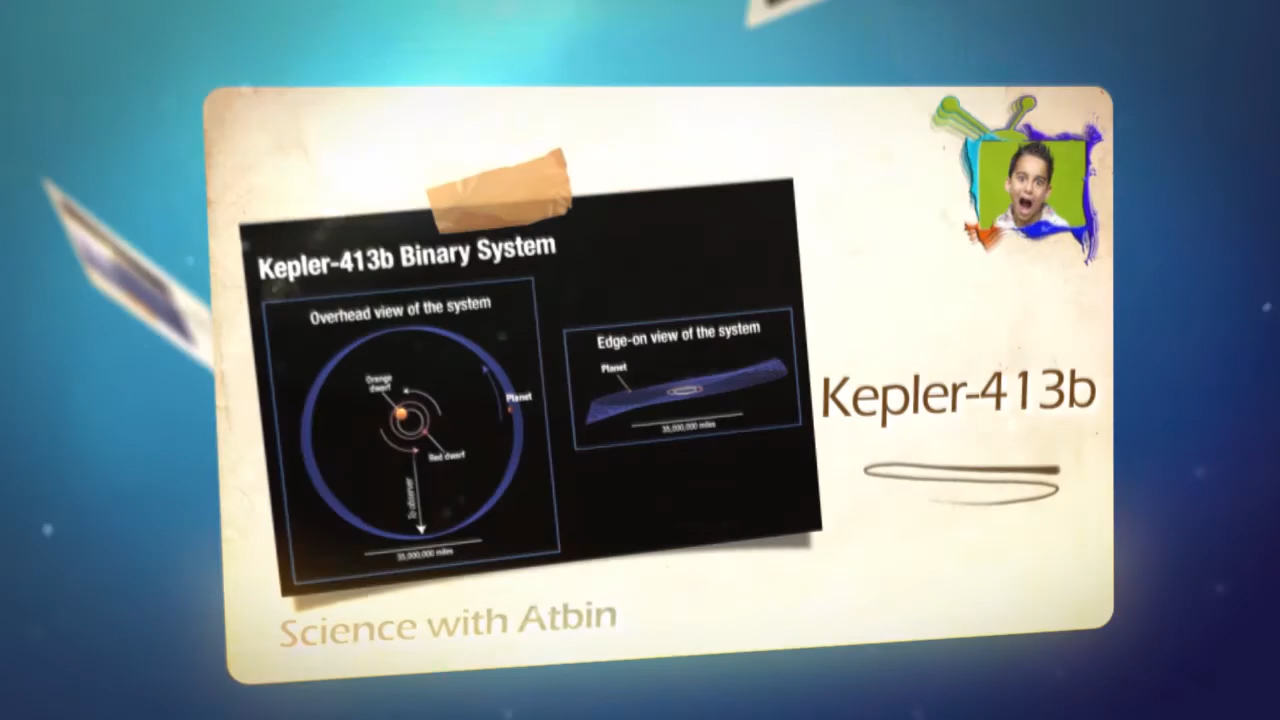 Kepler-413b Binary System
Overhead view of the system
Orange
dwarf
Planet
Red dwarf
To observer
35,000,000 miles
Edge-on view of the system
Planet
35,000,000 miles
Kepler-413b
Science with Atbin